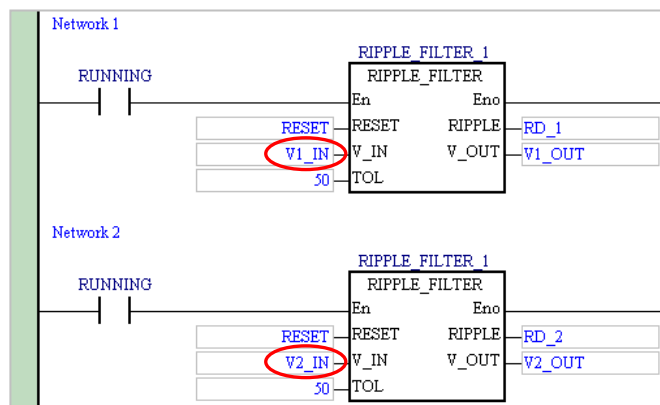 Network 1
RIPPLE_FILTER_1
RUNNING
RIPPLE_FILTER
En Eno
RESET RESET RIPPLE RD_1
V1_IN V_IN V_OUT V1_OUT
50 TOL
Network 2
RIPPLE_FILTER_1
RUNNING
RIPPLE_FILTER
En Eno
RESET RESET RIPPLE RD_2
V2_IN V_IN V_OUT V2_OUT
50 TOL